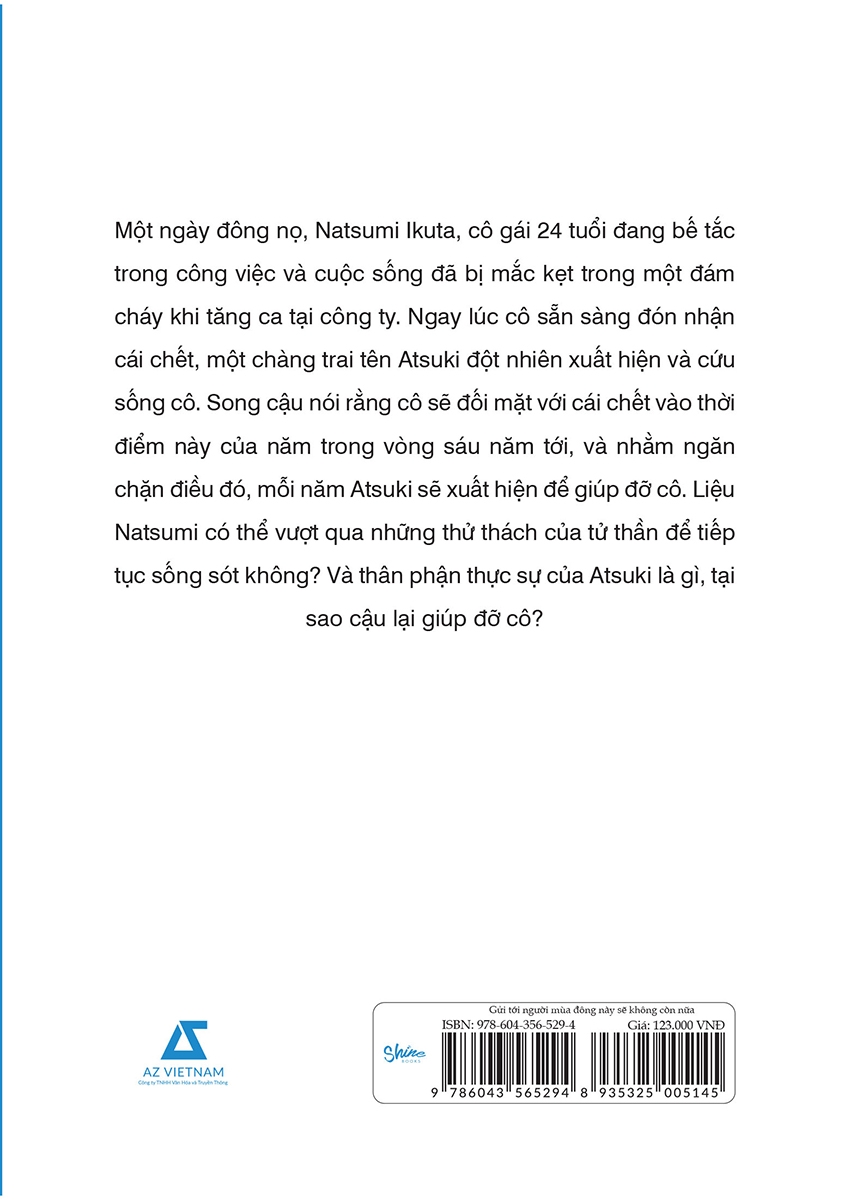 Một ngày đông nọ, Natsumi Ikuta, cô gái 24 tuổi đang bế tắc
trong công việc và cuộc sống đã bị mắc kẹt trong một đám
cháy khi tăng ca tại công ty. Ngay lúc cô sẵn sàng đón nhận
cái chết, một chàng trai tên Atsuki đột nhiên xuất hiện và cứu
sống cô. Song cậu nói rằng cô sẽ đối mặt với cái chết vào thời
điểm này của năm trong vòng sáu năm tới, và nhằm ngăn
chặn điều đó, mỗi năm Atsuki sẽ xuất hiện để giúp đỡ cô. Liệu
Natsumi có thể vượt qua những thử thách của tử thần để tiếp
tục sống sót không? Và thân phận thực sự của Atsuki là gì, tại
sao cậu lại giúp đỡ cô?
AZ VIETNAM
Công ty TNHH Văn Hóa và Truyền Thông
Gửi tới người mùa đông này sẽ không còn nữa
ISBN: 978-604-356-529-4 Giá: 123.000 VNĐ
Shine
BOOKS
9 786043 565294 8 935325 005145